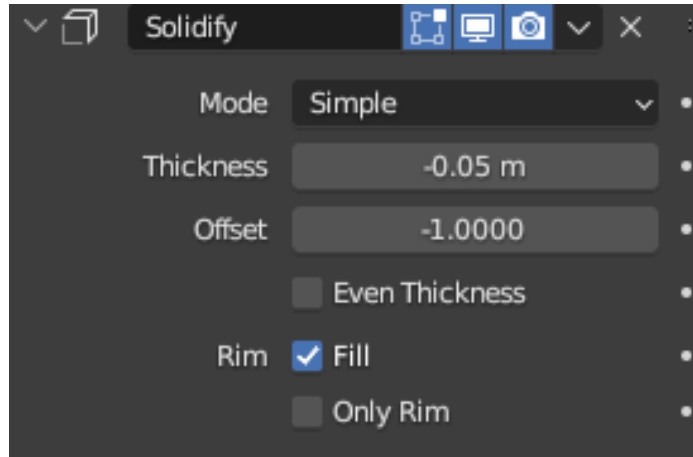 Solidify
Mode Simple
Thickness -0.05 m
Offset -1.0000
Even Thickness
Rim Fill
Only Rim